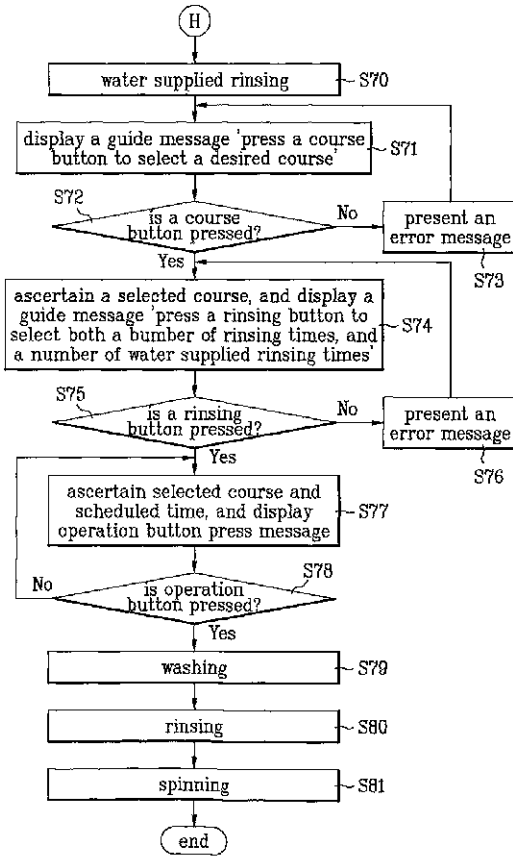 H
water supplied rinsing
S70
display a guide message 'press a course
button to select a desired course'
S71
S72
is a course
button pressed?
No
present an
error message
S73
Yes
ascertain a selected course, and display a
guide message 'press a rinsing button to
select both a bumber of rinsing times, and
a number of water supplied rinsing times'
S74
S75
is a rinsing
button pressed?
No
present an
error message
S76
Yes
ascertain selected course and
scheduled time, and display
operation button press message
S77
S78
No
is operation
button pressed?
Yes
washing
S79
rinsing
S80
spinning
S81
end